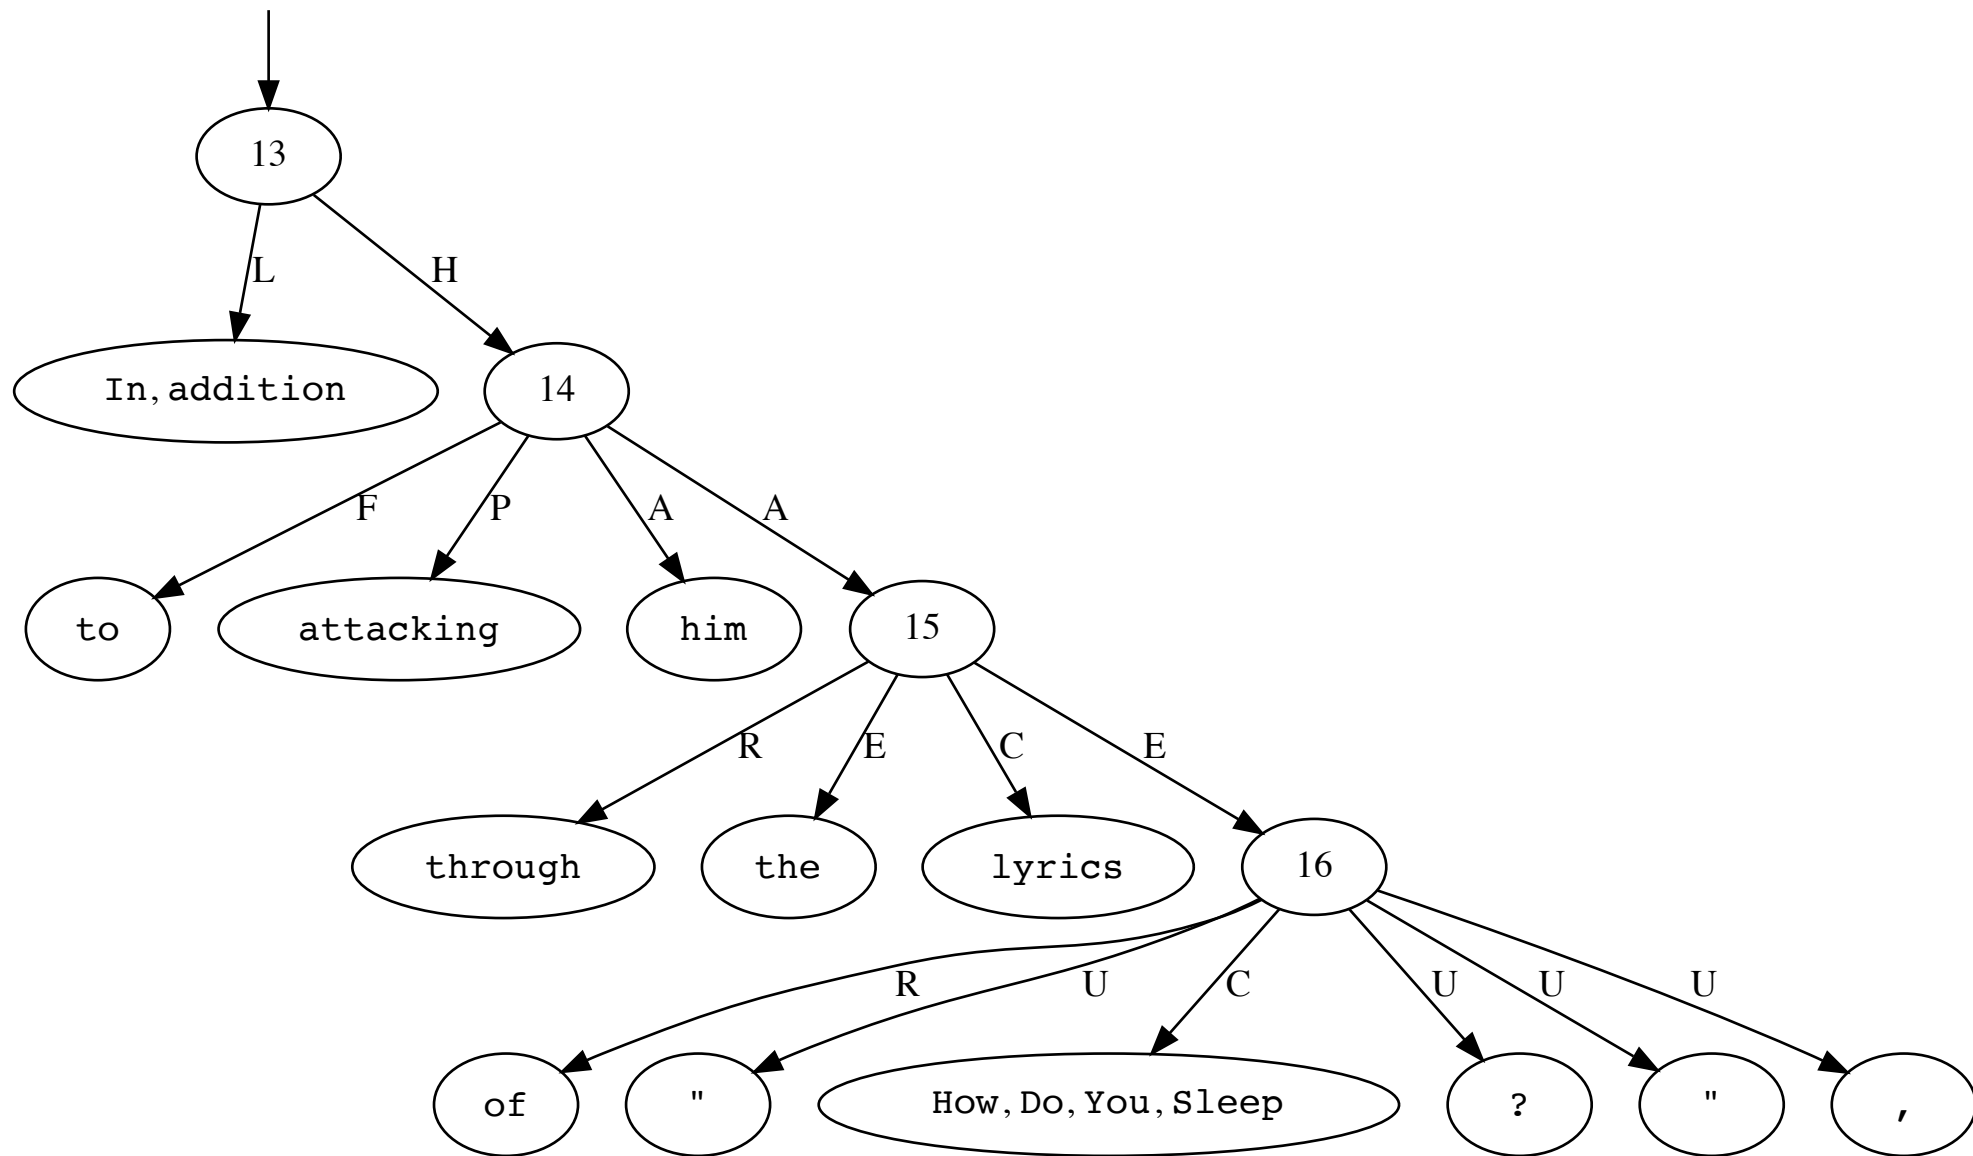 13
L H
In, addition 14
F P A A
to attacking him 15
R E C E
through the lyrics 16
R U C U U U
of " How, Do, You, Sleep ? " ,